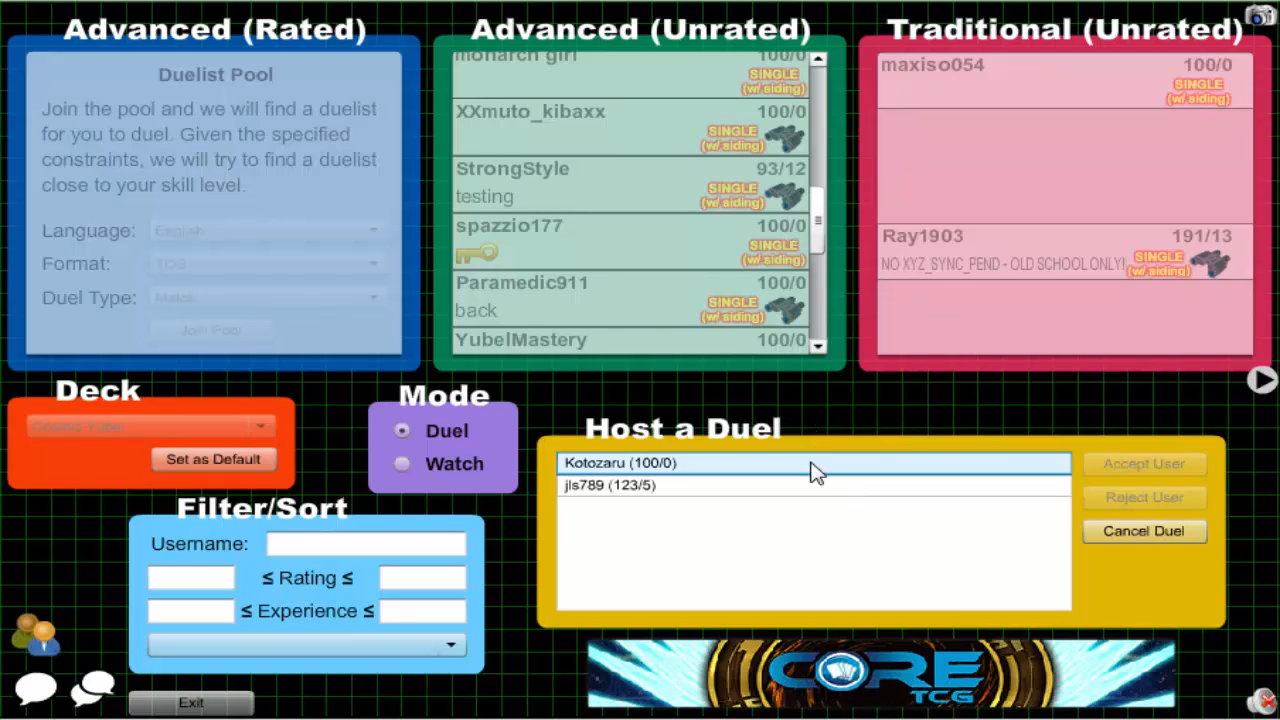 Advanced (Rated)
Duelist Pool
Join the pool and we will find a duelist
for you to duel. Given the specified
constraints, we will try to find a duelist
close to your skill level.
Language: English
Format: TCG
Duel Type: Match
Join Pool
Advanced (Unrated)
monarch girl 100/0
SINGLE
(w/ siding)
XXmuto_kibaxx 100/0
SINGLE
(w/ siding)
StrongStyle 93/12
testing
SINGLE
(w/ siding)
spazzio177 100/0
SINGLE
(w/ siding)
Paramedic911 100/0
back
SINGLE
(w/ siding)
YubelMastery 100/0
Traditional (Unrated)
maxiso054 100/0
SINGLE
(w/ siding)
Ray1903 191/13
NO XYZ_SYNC_PEND - OLD SCHOOL ONLY!
SINGLE
(w/ siding)
Deck
Yubel
Set as Default
Mode
Duel
Watch
Filter/Sort
Username:
≤ Rating ≤
≤ Experience ≤
Host a Duel
Kotozaru (100/0)
jls789 (123/5)
Accept User
Reject User
Cancel Duel
Exit
CORE
TCG